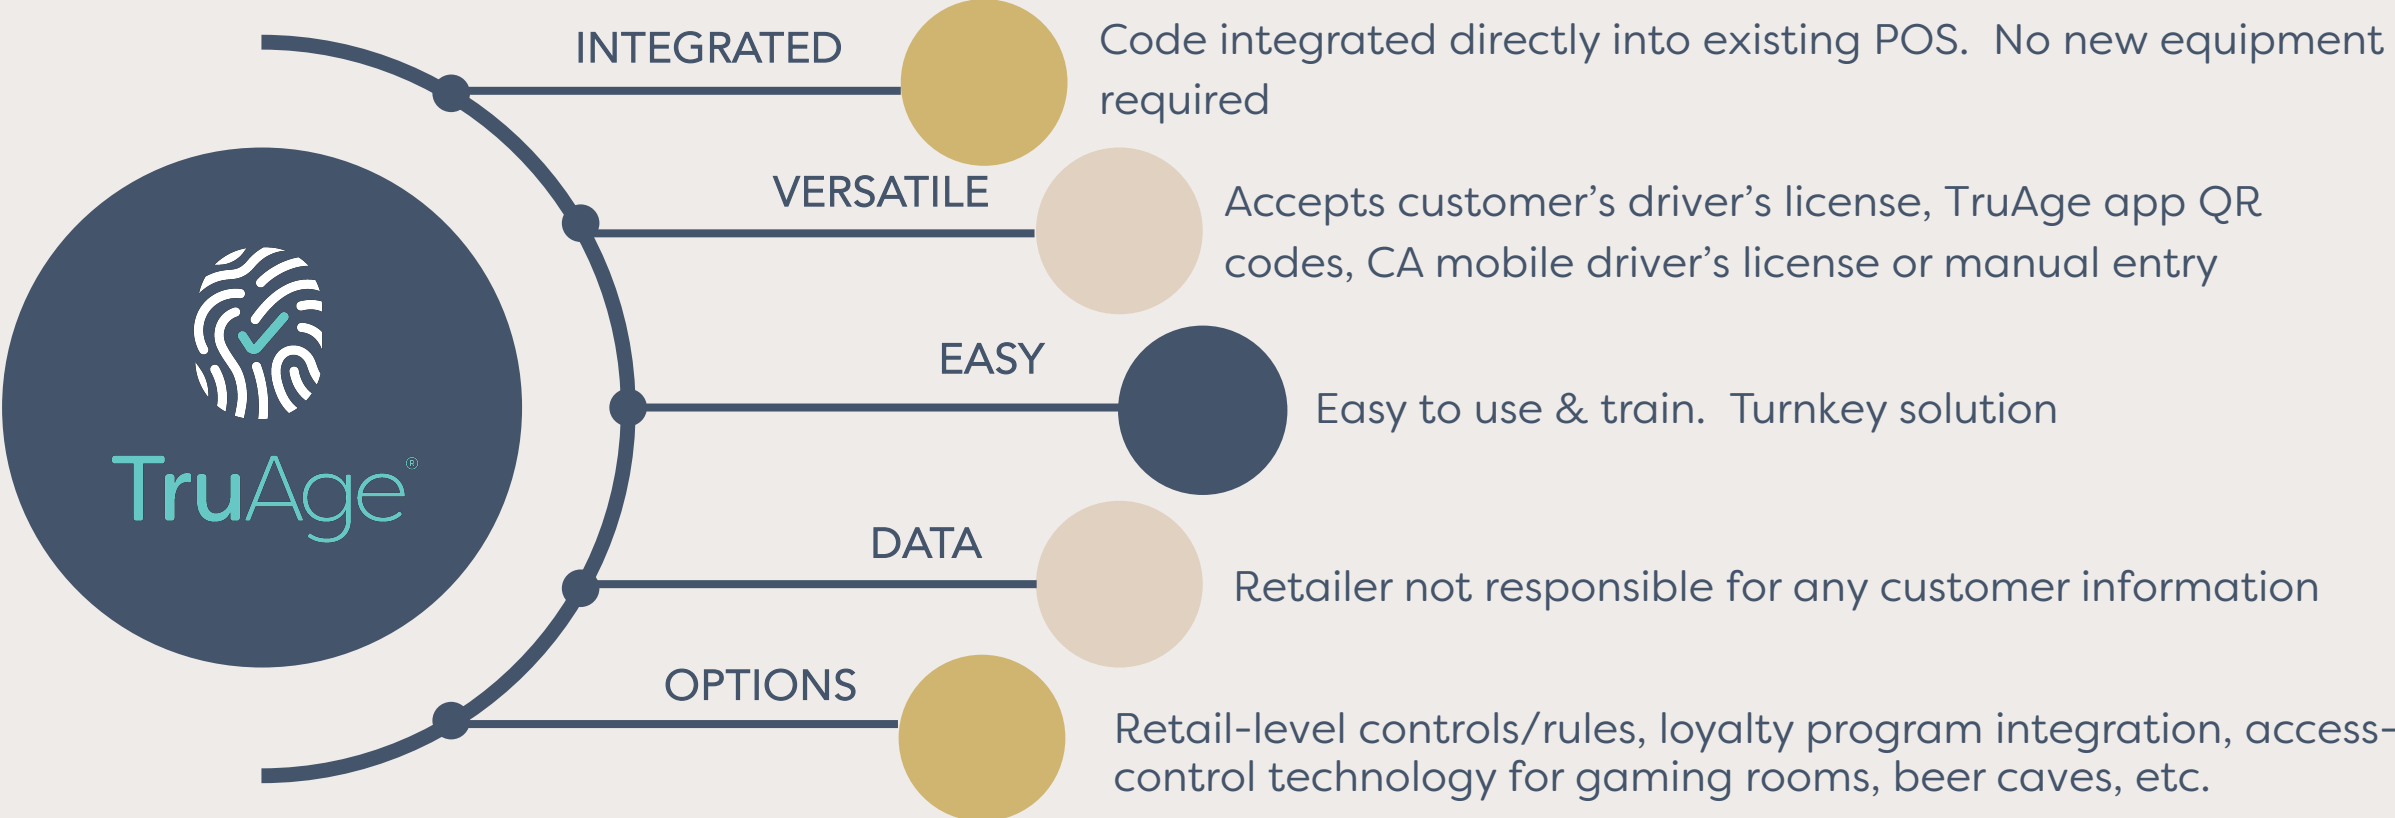 INTEGRATED
Code integrated directly into existing POS.  No new equipment
required
VERSATILE
Accepts customer’s driver’s license, TruAge app QR
codes, CA mobile driver’s license or manual entry
EASY
Easy to use & train.  Turnkey solution
TruAge®
DATA
Retailer not responsible for any customer information
OPTIONS
Retail-level controls/rules, loyalty program integration, access-
control technology for gaming rooms, beer caves, etc.